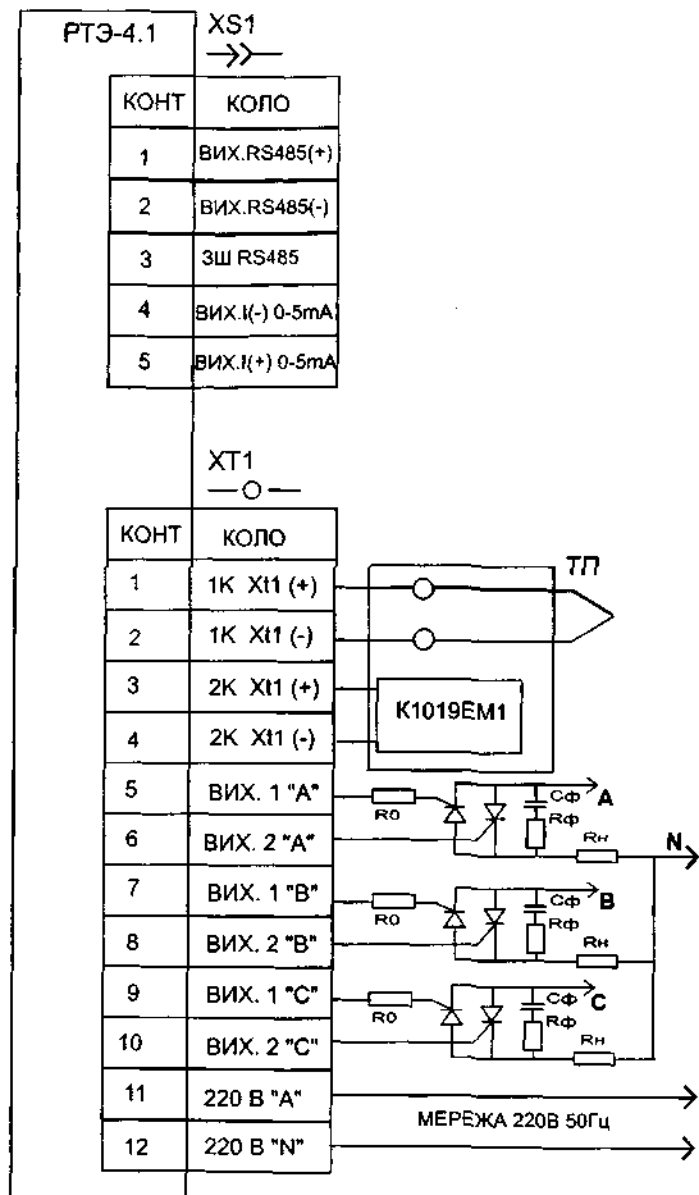 РТЭ-4.1
XS1
КОНТ КОЛО
1 ВИХ.RS485(+)
2 ВИХ.RS485(-)
3 ЗШ RS485
4 ВИХ.I(-) 0-5mA
5 ВИХ.I(+) 0-5mA
XT1
КОНТ КОЛО
1 1К Xt1 (+)
2 1К Xt1 (-)
3 2К Xt1 (+)
4 2К Xt1 (-)
5 ВИХ. 1 "А"
6 ВИХ. 2 "А"
7 ВИХ. 1 "В"
8 ВИХ. 2 "В"
9 ВИХ. 1 "С"
10 ВИХ. 2 "С"
11 220 В "А"
12 220 В "N"
ТП
К1019ЕМ1
R0
Сф
Rф
А
Rн
N
R0
Сф
Rф
В
Rн
R0
Сф
Rф
С
Rн
МЕРЕЖА 220В 50Гц